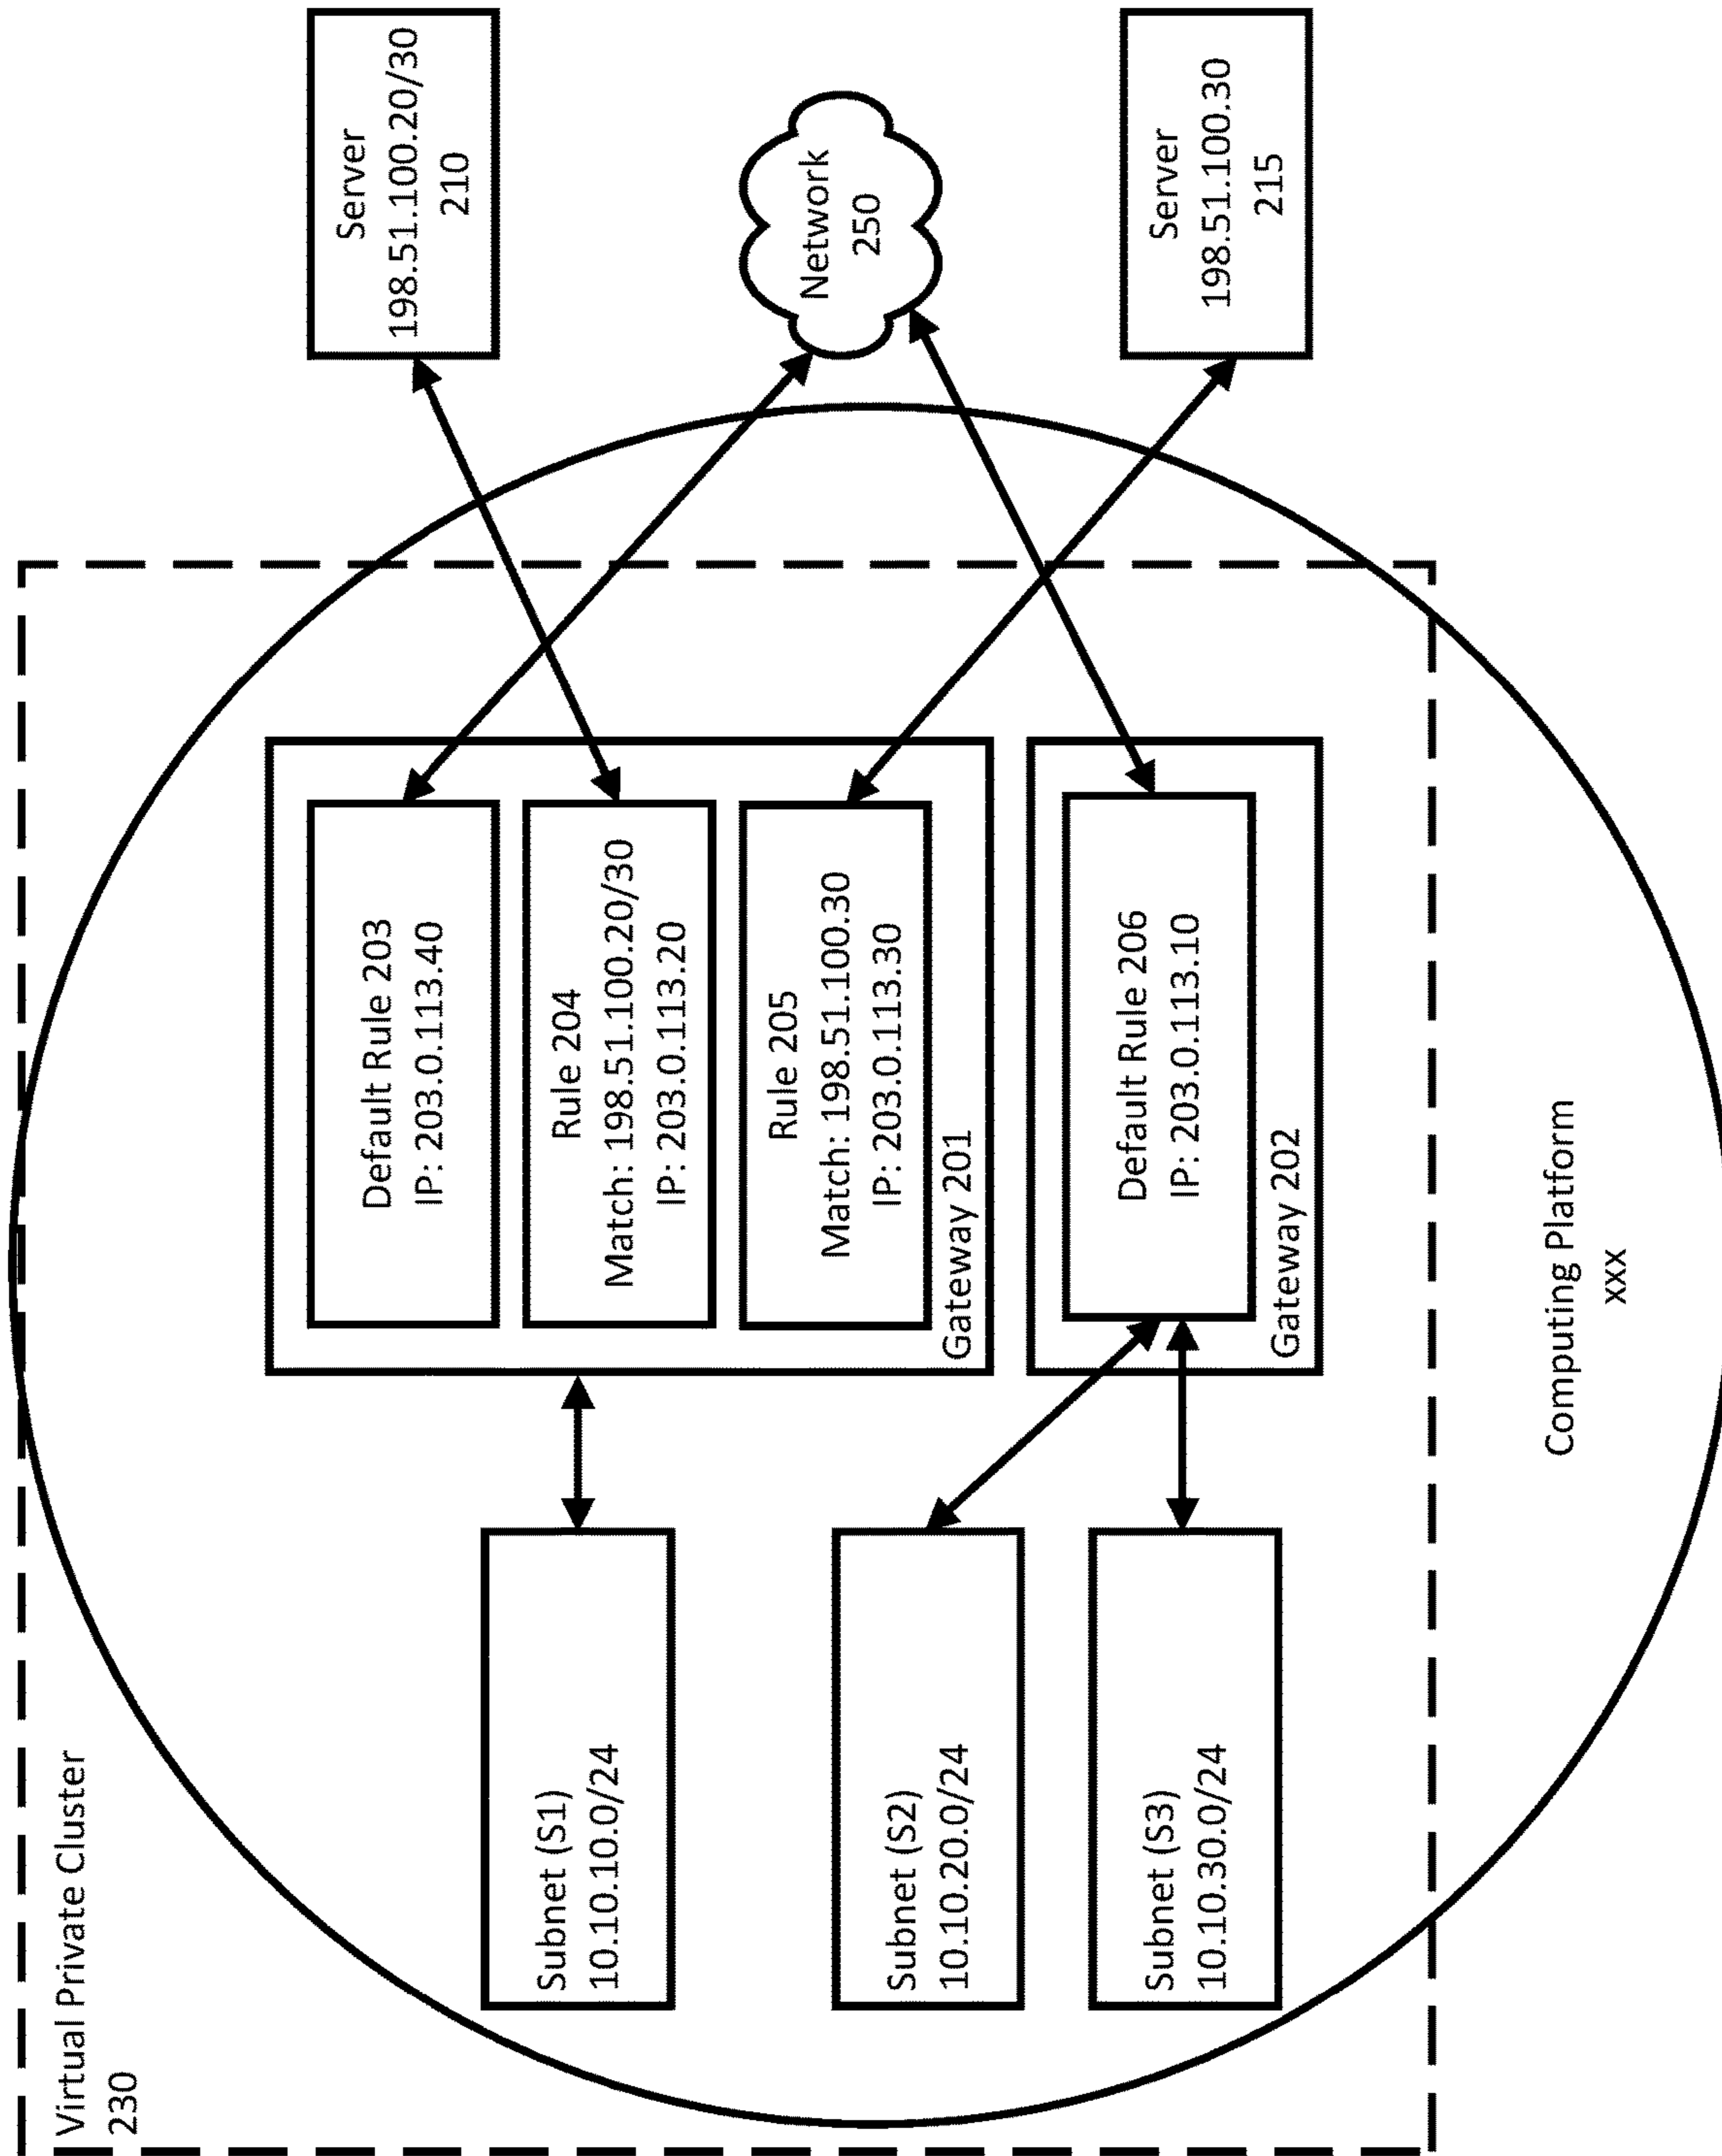 Virtual Private Cluster
230
Subnet (S1)
10.10.10.0/24
Subnet (S2)
10.10.20.0/24
Subnet (S3)
10.10.30.0/24
Default Rule 203
IP: 203.0.113.40
Rule 204
Match: 198.51.100.20/30
IP: 203.0.113.20
Rule 205
Match: 198.51.100.30
IP: 203.0.113.30
Gateway 201
Default Rule 206
IP: 203.0.113.10
Gateway 202
Server
198.51.100.20/30
210
Network
250
Server
198.51.100.30
215
Computing Platform
xxx